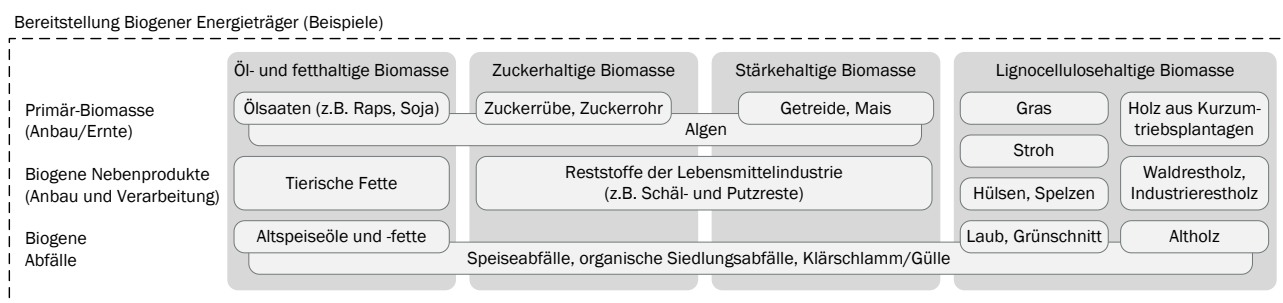 Bereitstellung Biogener Energieträger (Beispiele)
Öl- und fetthaltige Biomasse
Zuckerhaltige Biomasse
Stärkehaltige Biomasse
Lignocellulosehaltige Biomasse
Primär-Biomasse
(Anbau/Ernte)
Ölsaaten (z.B. Raps, Soja)
Zuckerrübe, Zuckerrohr
Getreide, Mais
Algen
Gras
Holz aus Kurzum-
triebsplantagen
Stroh
Biogene Nebenprodukte
(Anbau und Verarbeitung)
Tierische Fette
Reststoffe der Lebensmittelindustrie
(z.B. Schäl- und Putzreste)
Hülsen, Spelzen
Waldrestholz,
Industrierestholz
Biogene
Abfälle
Altspeiseöle und -fette
Laub, Grünschnitt
Altholz
Speiseabfälle, organische Siedlungsabfälle, Klärschlamm/Gülle